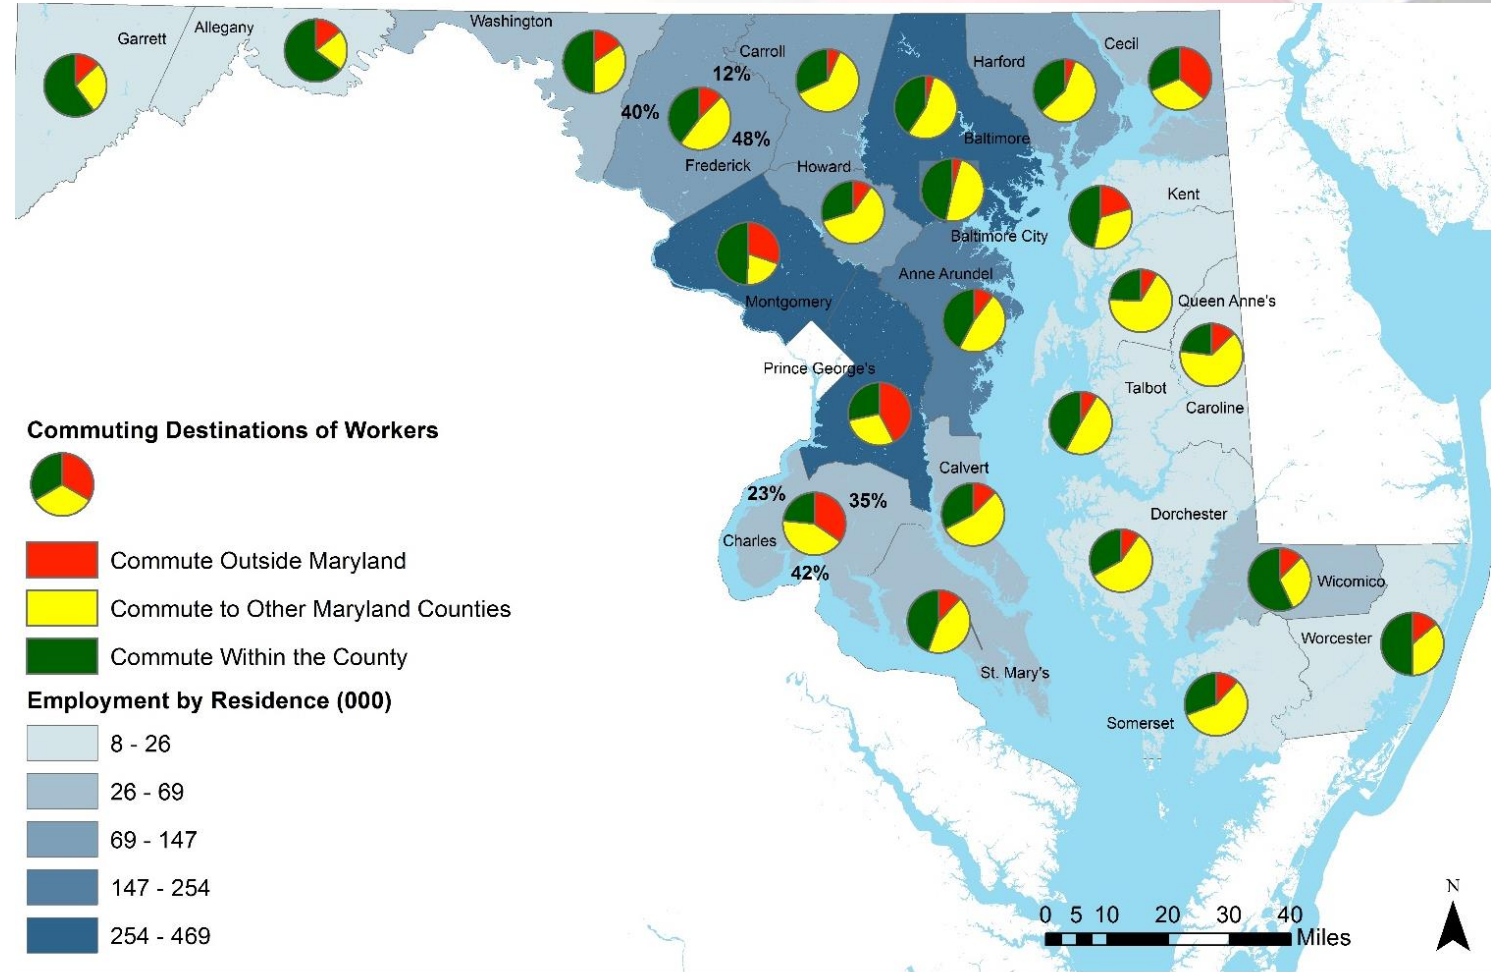 Garrett
Allegany
Washington
Carroll
Harford
Cecil
12%
40%
48%
Frederick
Howard
Baltimore
Kent
Baltimore City
Anne Arundel
Montgomery
Queen Anne's
Prince George's
Talbot
Caroline
Calvert
23%
35%
Charles
42%
Dorchester
Wicomico
Worcester
St. Mary's
Somerset
Commuting Destinations of Workers
Commute Outside Maryland
Commute to Other Maryland Counties
Commute Within the County
Employment by Residence (000)
8 - 26
26 - 69
69 - 147
147 - 254
254 - 469
N
0 5 10 20 30 40
Miles